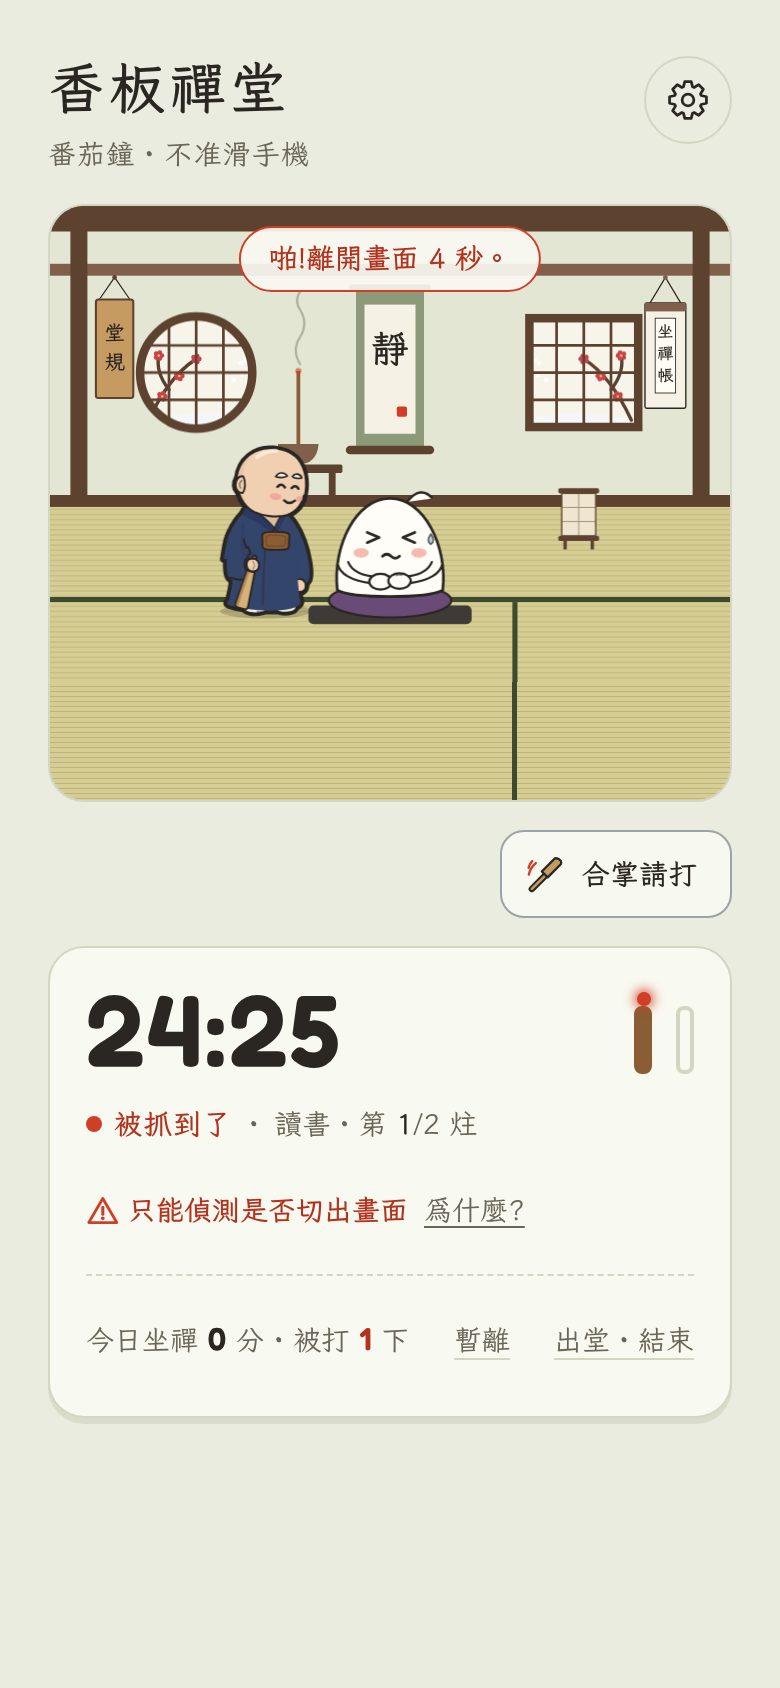 香板禪堂
番茄鐘·不准滑手機
啪!離開畫面 4 秒。
堂規
靜
坐禪帳
合掌請打
24:25
被抓到了 · 讀書·第 1/2 炷
只能偵測是否切出畫面 為什麼?
今日坐禪 0 分·被打 1 下 暫離 出堂·結束